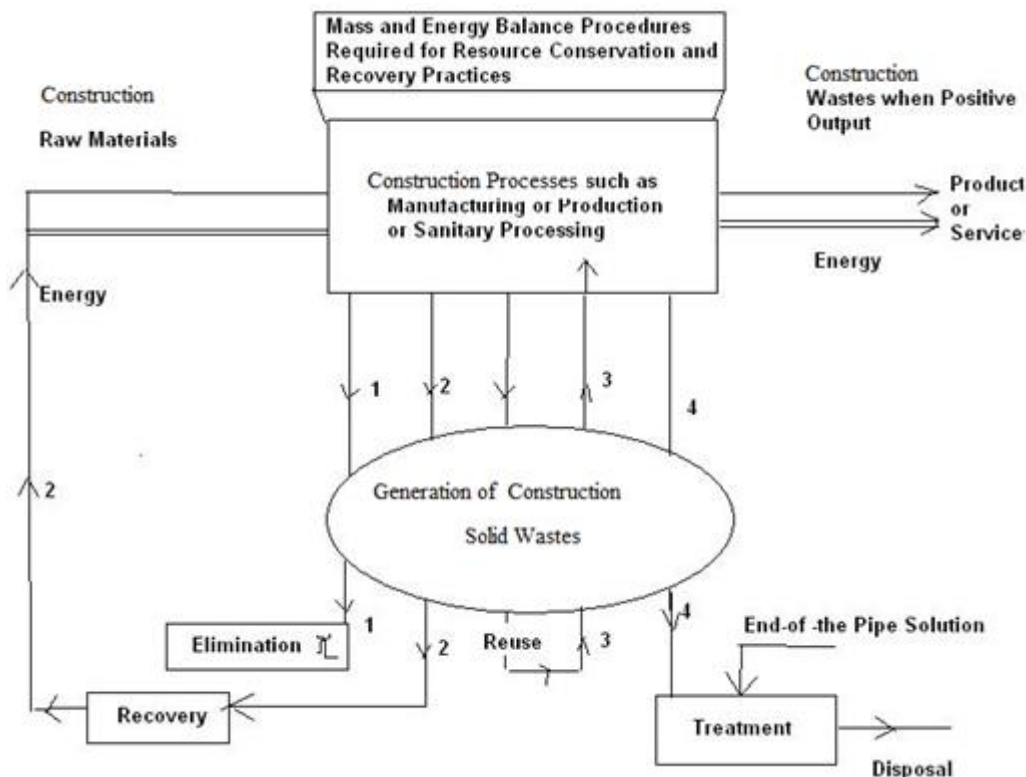 Mass and Energy Balance Procedures
Required for Resource Conservation and
Recovery Practices
Construction
Raw Materials
Construction
Wastes when Positive
Output
Construction Processes such as
Manufacturing or Production
or Sanitary Processing
Product
or
Service
Energy
Energy
1
2
3
4
2
Generation of Construction
Solid Wastes
Elimination
1
2
Reuse
3
4
End-of -the Pipe Solution
Recovery
Treatment
Disposal